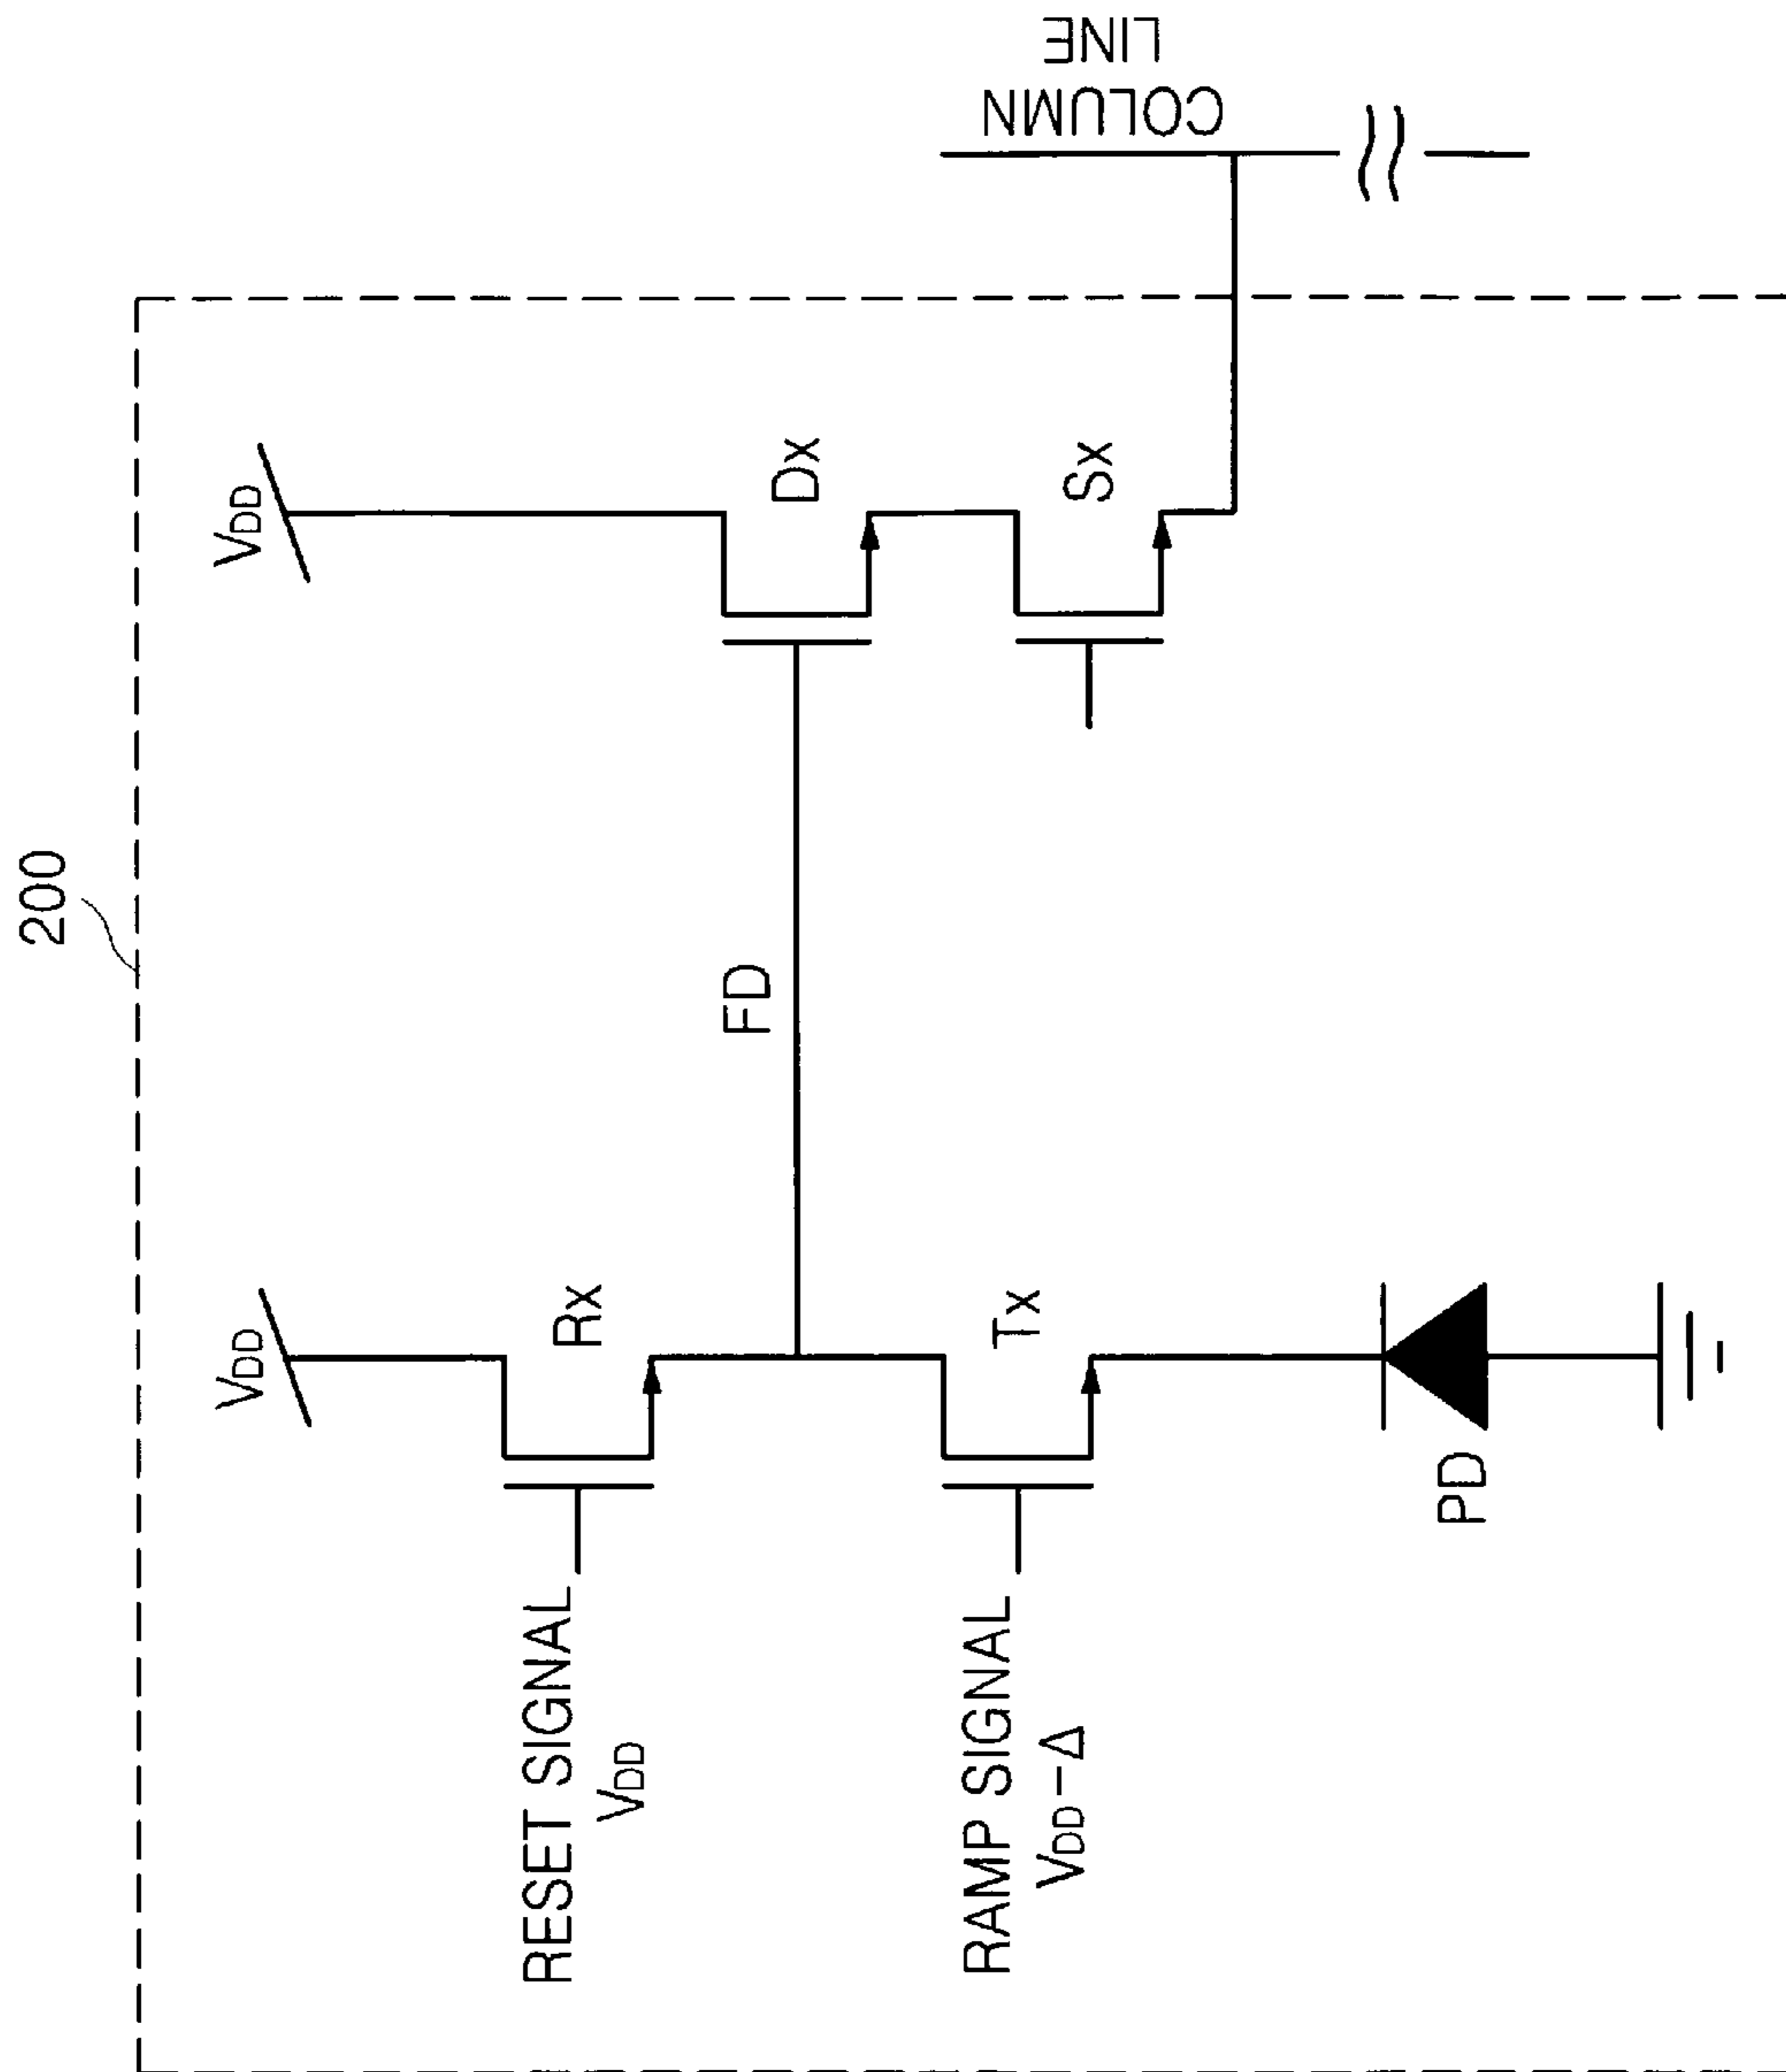 200
VDD
VDD
RESET SIGNAL
VDD
Rx
FD
Dx
RAMP SIGNAL
VDD-Δ
Tx
Sx
COLUMN
LINE
PD